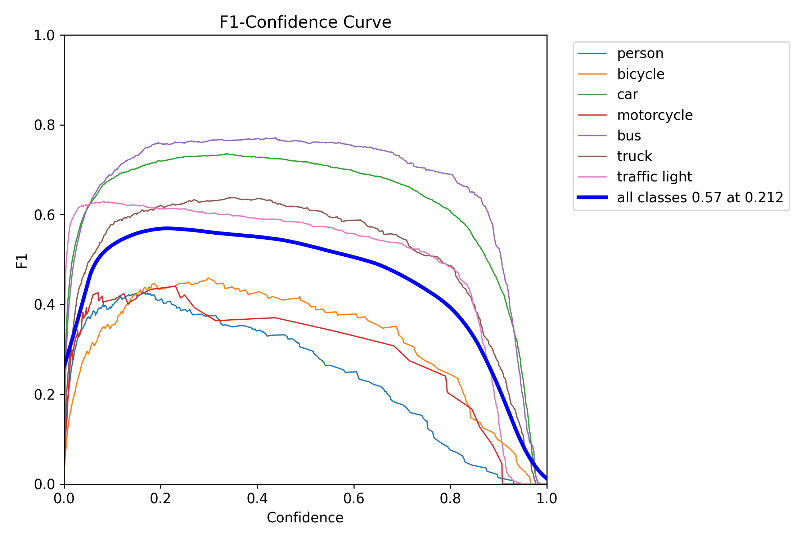 F1-Confidence Curve
1.0
0.8
0.6
0.4
0.2
0.0
F1
0.0 0.2 0.4 0.6 0.8 1.0
Confidence
person
bicycle
car
motorcycle
bus
truck
traffic light
all classes 0.57 at 0.212